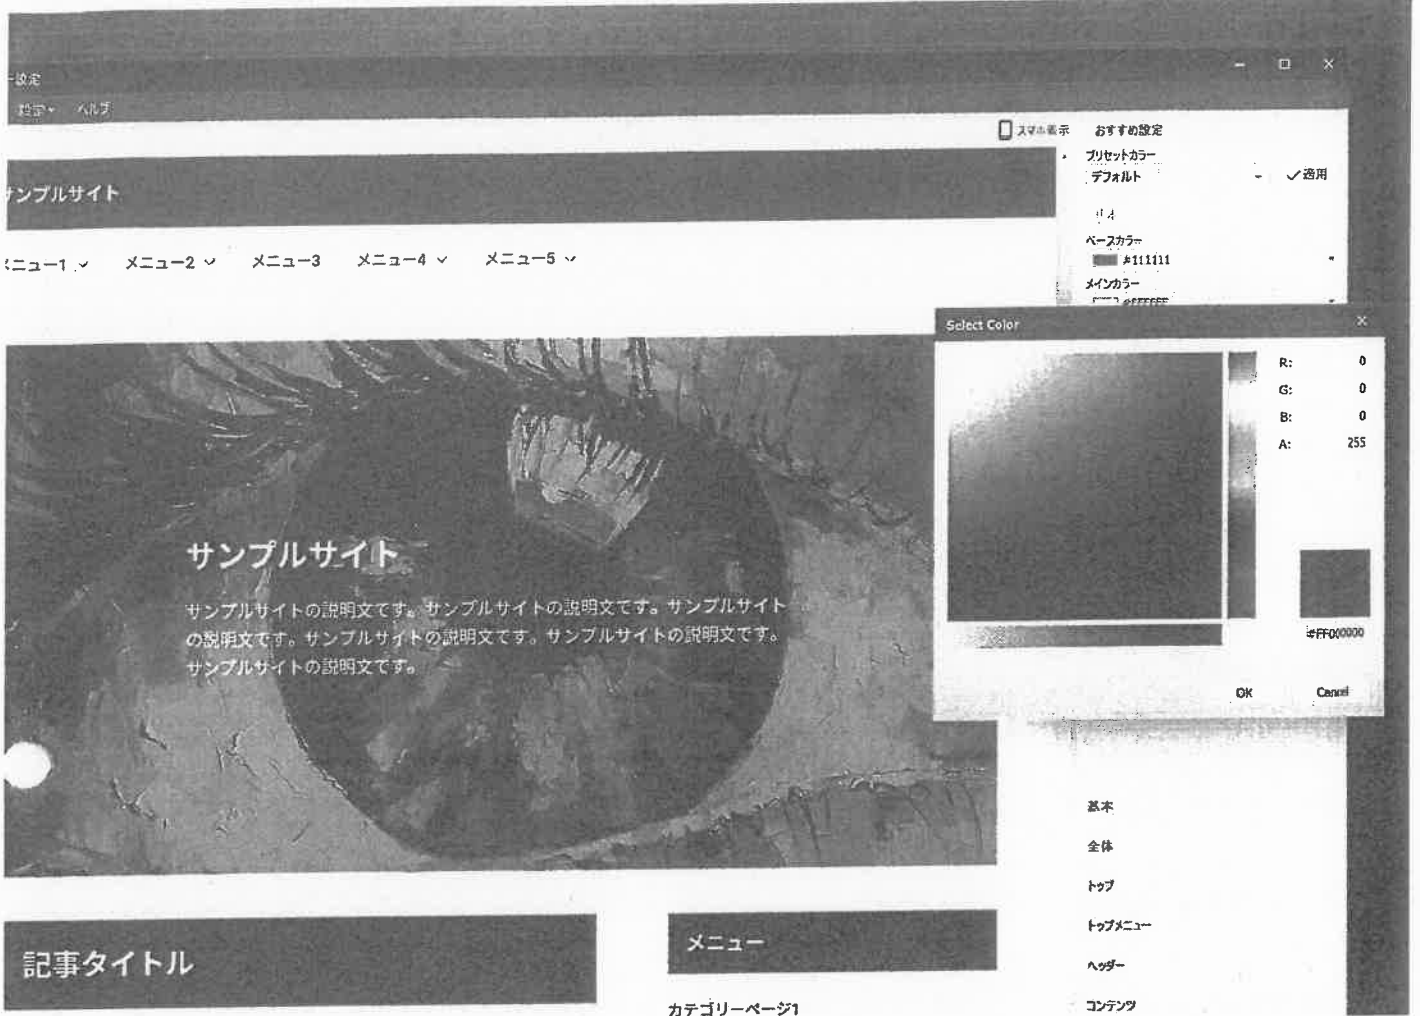 ー設定
設定 ヘルプ
スマホ表示 おすすめ設定
プリセットカラー
デフォルト 適用
サンプルサイト
ベースカラー
#111111
メニュー1 メニュー2 メニュー3 メニュー4 メニュー5
メインカラー
#FFFFFF
Select Color
R: 0
G: 0
B: 0
A: 255
#FF000000
OK Cancel
サンプルサイト
サンプルサイトの説明文です。サンプルサイトの説明文です。サンプルサイト
の説明文です。サンプルサイトの説明文です。サンプルサイトの説明文です。
サンプルサイトの説明文です。
基本
全体
トップ
トップメニュー
ヘッダー
コンテンツ
記事タイトル
メニュー
カテゴリーページ1